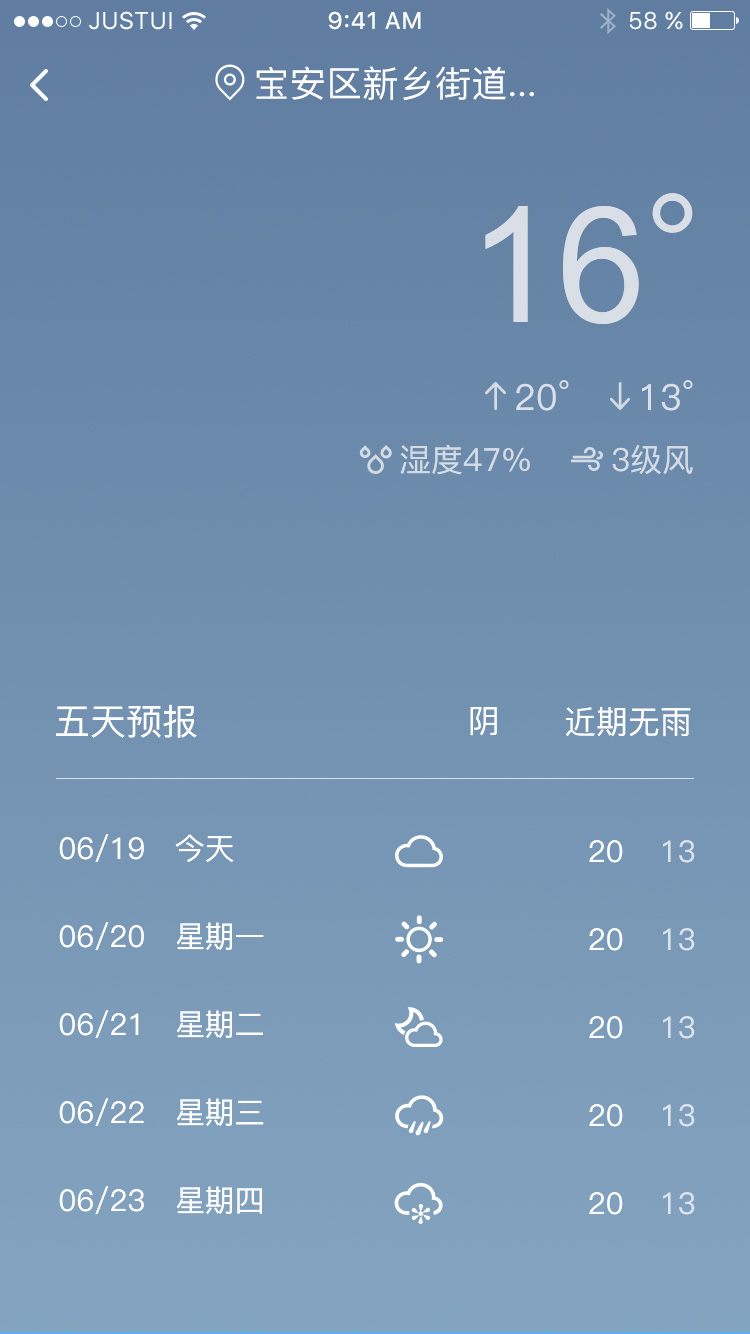 JUSTUI 9:41 AM 58 %
宝安区新乡街道...
16°
↑20° ↓13°
湿度47% 3级风
五天预报 阴 近期无雨
06/19 今天 20 13
06/20 星期一 20 13
06/21 星期二 20 13
06/22 星期三 20 13
06/23 星期四 20 13